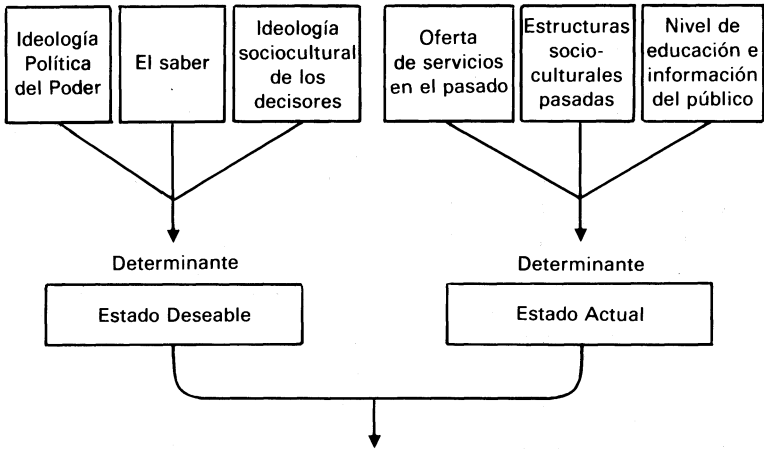 Ideología
Política
del Poder
El saber
Ideología
sociocultural
de los
decisores
Oferta
de servicios
en el pasado
Estructuras
socio-
culturales
pasadas
Nivel de
educación e
información
del público
Determinante
Estado Deseable
Determinante
Estado Actual